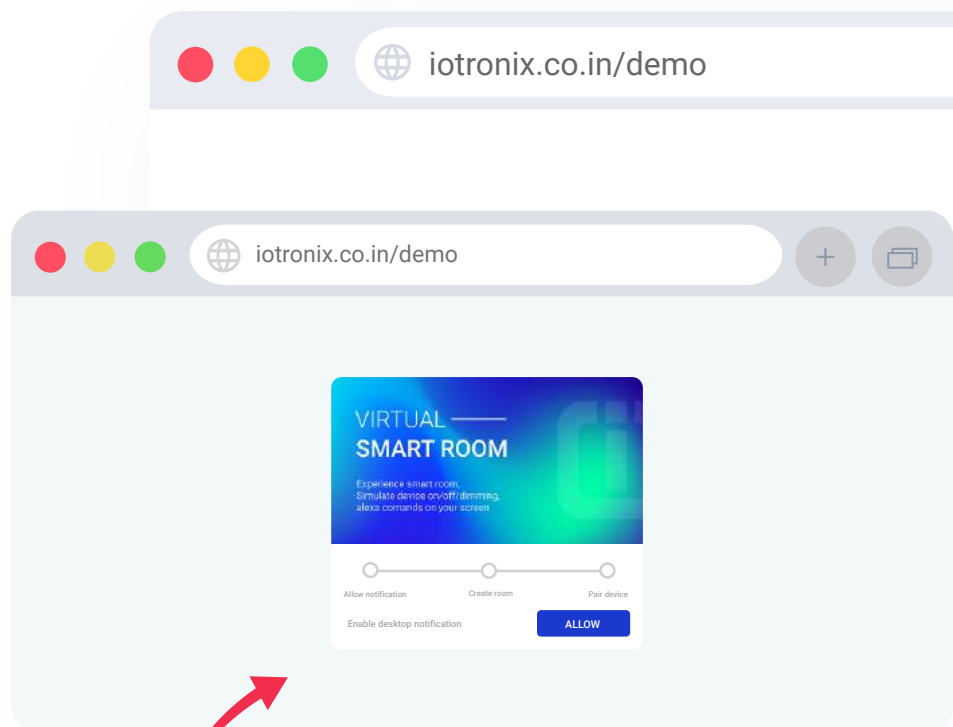 iotronix.co.in/demo
iotronix.co.in/demo
VIRTUAL
SMART ROOM
Experience smart room,
Simulate device on/off/dimming,
alexa comands on your screen
Allow notification Create room Pair device
Enable desktop notification ALLOW